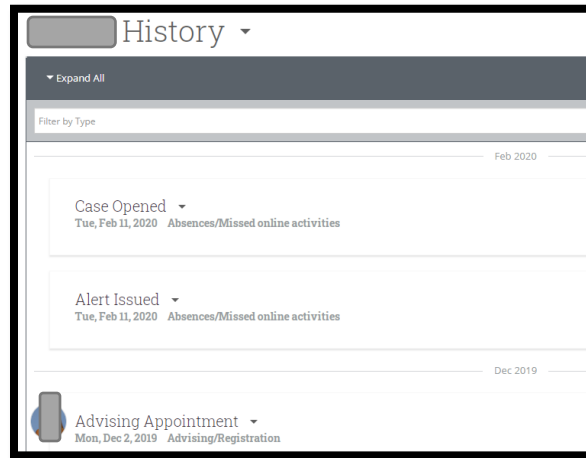 History
Expand All
Filter by Type
Feb 2020
Case Opened
Tue, Feb 11, 2020 Absences/Missed online activities
Alert Issued
Tue, Feb 11, 2020 Absences/Missed online activities
Dec 2019
Advising Appointment
Mon, Dec 2, 2019 Advising/Registration